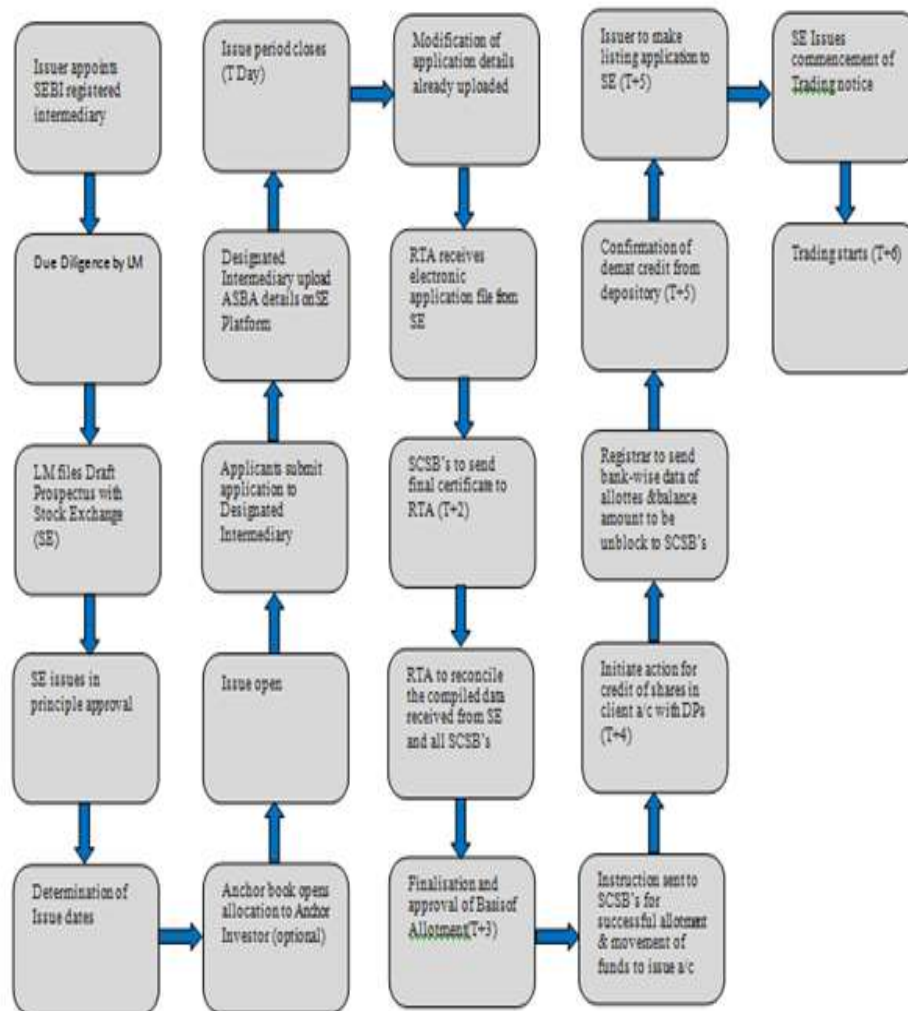 Issuer appoints
SEBI registered
intermediary
Due Diligence by LM
LM files Draft
Prospectus with
Stock Exchange
(SE)
SE issues in
principle approval
Determination of
Issue dates
Anchor book opens
allocation to Anchor
Investor (optional)
Issue open
Applicants submit
application to
Designated
Intermediary
Designated
Intermediary upload
ASBA details on SE
Platform
Issue period closes
(T Day)
Modification of
application details
already uploaded
RTA receives
electronic
application file from
SE
SCSB's to send
final certificate to
RTA (T+2)
RTA to reconcile
the compiled data
received from SE
and all SCSB's
Finalisation and
approval of Basisof
Allotment(T+3)
Instruction sent to
SCSB's for
successful allotment
& movement of
funds to issue a/c
Initiate action for
credit of shares in
client a/c with DPs
(T+4)
Registrar to send
bank-wise data of
allottes &balance
amount to be
unblock to SCSB's
Confirmation of
demat credit from
depository (T+5)
Issuer to make
listing application to
SE (T+5)
SE Issues
commencement of
Trading notice
Trading starts (T+6)